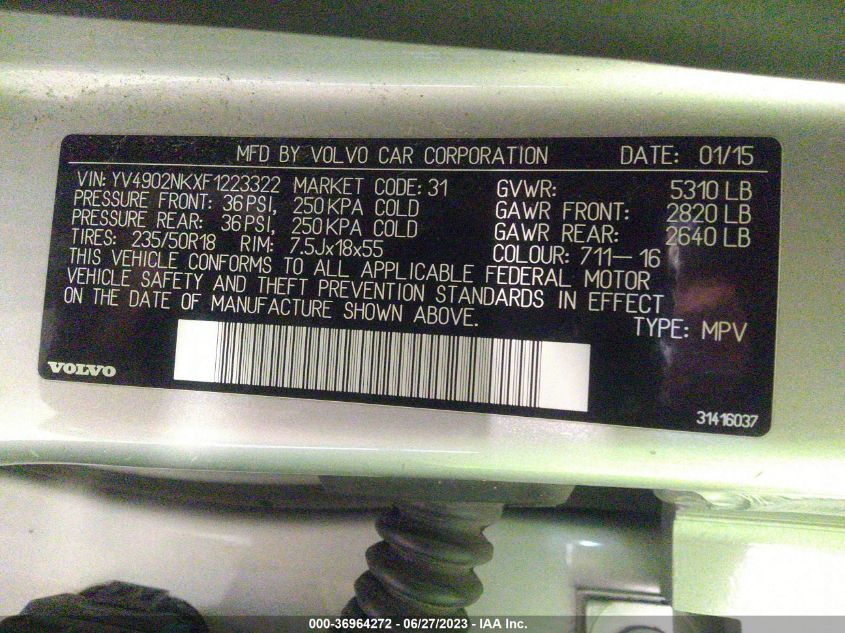 MFD BY VOLVO CAR CORPORATION DATE: 01/15
VIN: YV4902NKXF1223322 MARKET CODE: 31 GVWR: 5310 LB
PRESSURE FRONT: 36 PSI, 250 KPA COLD GAWR FRONT: 2820 LB
PRESSURE REAR: 36 PSI, 250 KPA COLD GAWR REAR: 2640 LB
TIRES: 235/50R18 RIM: 7.5Jx18x55 COLOUR: 711-16
THIS VEHICLE CONFORMS TO ALL APPLICABLE FEDERAL MOTOR
VEHICLE SAFETY AND THEFT PREVENTION STANDARDS IN EFFECT
ON THE DATE OF MANUFACTURE SHOWN ABOVE. TYPE: MPV
VOLVO
31416037
000-36964272 - 06/27/2023 - IAA Inc.